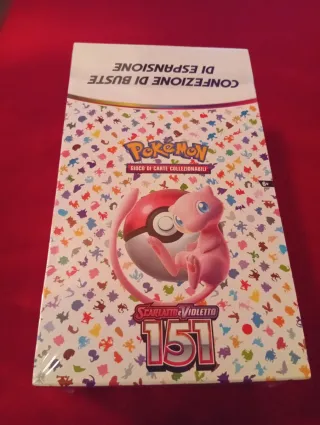 CONFEZIONE DI BUSTE
DI ESPANSIONE
POKÉMON
GIOCO DI CARTE COLLEZIONABILI
SCARLATTO E VIOLETTO
151